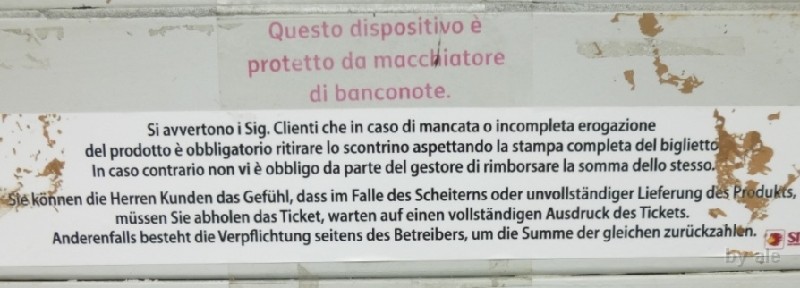 Questo dispositivo è
protetto da macchiatore
di banconote.
Si avvertono i Sig. Clienti che in caso di mancata o incompleta erogazione
del prodotto è obbligatorio ritirare lo scontrino aspettando la stampa completa del biglietto
In caso contrario non vi è obbligo da parte del gestore di rimborsare la somma dello stesso.
Sie können die Herren Kunden das Gefühl, dass im Falle des Scheiterns oder unvollständiger Lieferung des Produkts,
müssen Sie abholen das Ticket, warten auf einen vollständigen Ausdruck des Tickets.
Anderenfalls besteht die Verpflichtung seitens des Betreibers, um die Summe der gleichen zurückzahlen.
by ale